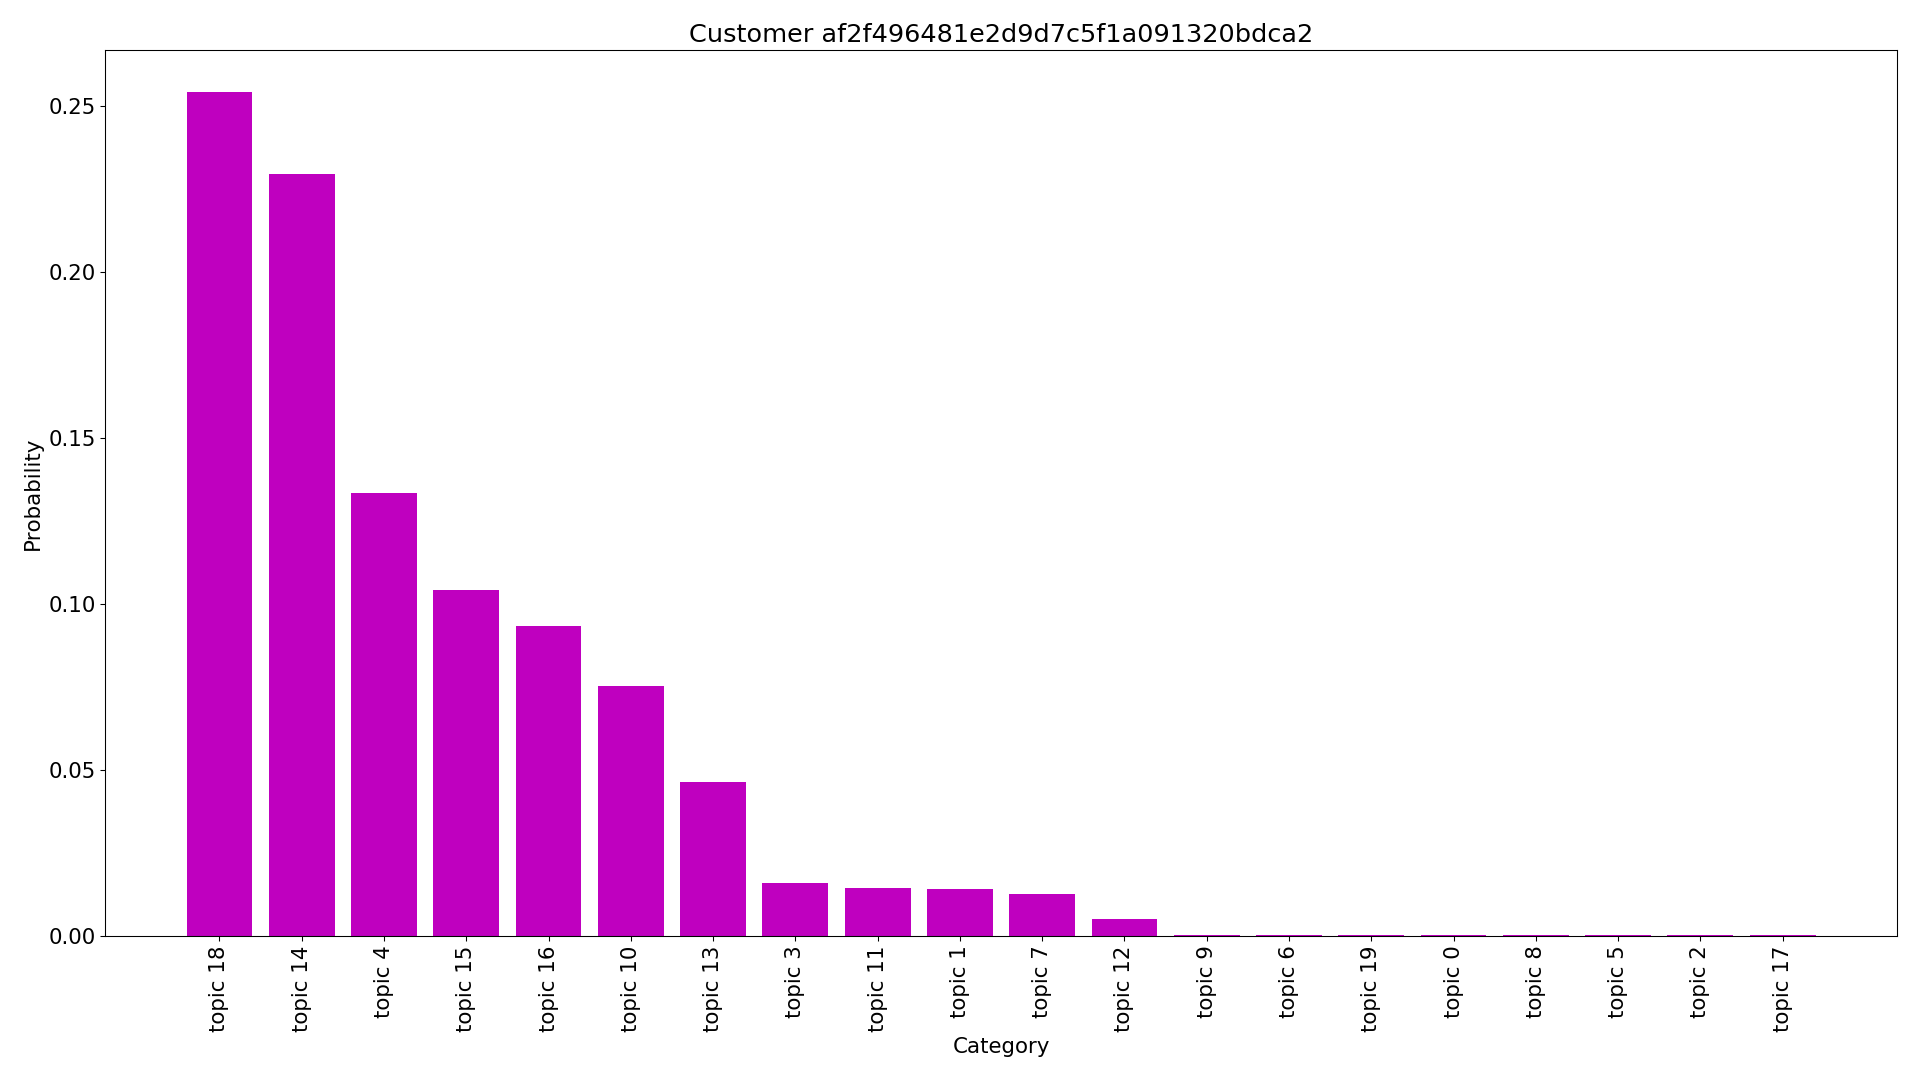 Customer af2f496481e2d9d7c5f1a091320bdca2
Probability
0.25
0.20
0.15
0.10
0.05
0.00
topic 18
topic 14
topic 4
topic 15
topic 16
topic 10
topic 13
topic 3
topic 11
topic 1
topic 7
topic 12
topic 9
topic 6
topic 19
topic 0
topic 8
topic 5
topic 2
topic 17
Category